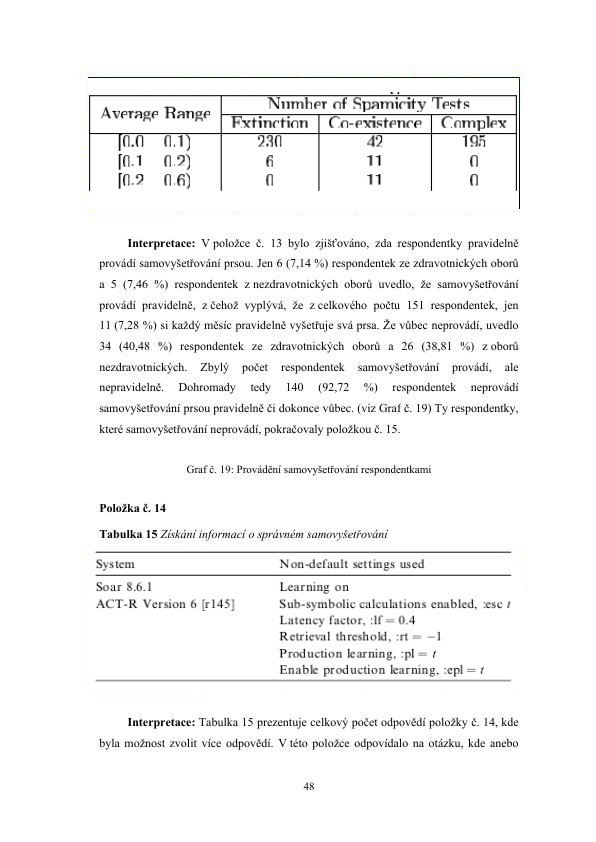 Average Range Number of Spamicity Tests
Extinction Co-existence Complex
[0.0 0.1) 230 42 195
[0.1 0.2) 6 11 0
[0.2 0.6) 0 11 0
Interpretace: V položce č. 13 bylo zjišťováno, zda respondentky pravidelně
provádí samovyšetřování prsou. Jen 6 (7,14 %) respondentek ze zdravotnických oborů
a 5 (7,46 %) respondentek z nezdravotnických oborů uvedlo, že samovyšetřování
provádí pravidelně, z čehož vyplývá, že z celkového počtu 151 respondentek, jen
11 (7,28 %) si každý měsíc pravidelně vyšetřuje svá prsa. Že vůbec neprovádí, uvedlo
34 (40,48 %) respondentek ze zdravotnických oborů a 26 (38,81 %) z oborů
nezdravotnických. Zbylý počet respondentek samovyšetřování provádí, ale
nepravidelně. Dohromady tedy 140 (92,72 %) respondentek neprovádí
samovyšetřování prsou pravidelně či dokonce vůbec. (viz Graf č. 19) Ty respondentky,
které samovyšetřování neprovádí, pokračovaly položkou č. 15.
Graf č. 19: Provádění samovyšetřování respondentkami
Položka č. 14
Tabulka 15 Získání informací o správném samovyšetřování
System Non-default settings used
Soar 8.6.1 Learning on
ACT-R Version 6 [r145] Sub-symbolic calculations enabled, :esc t
Latency factor, :lf = 0.4
Retrieval threshold, :rt = −1
Production learning, :pl = t
Enable production learning, :epl = t
Interpretace: Tabulka 15 prezentuje celkový počet odpovědí položky č. 14, kde
byla možnost zvolit více odpovědí. V této položce odpovídalo na otázku, kde anebo
48